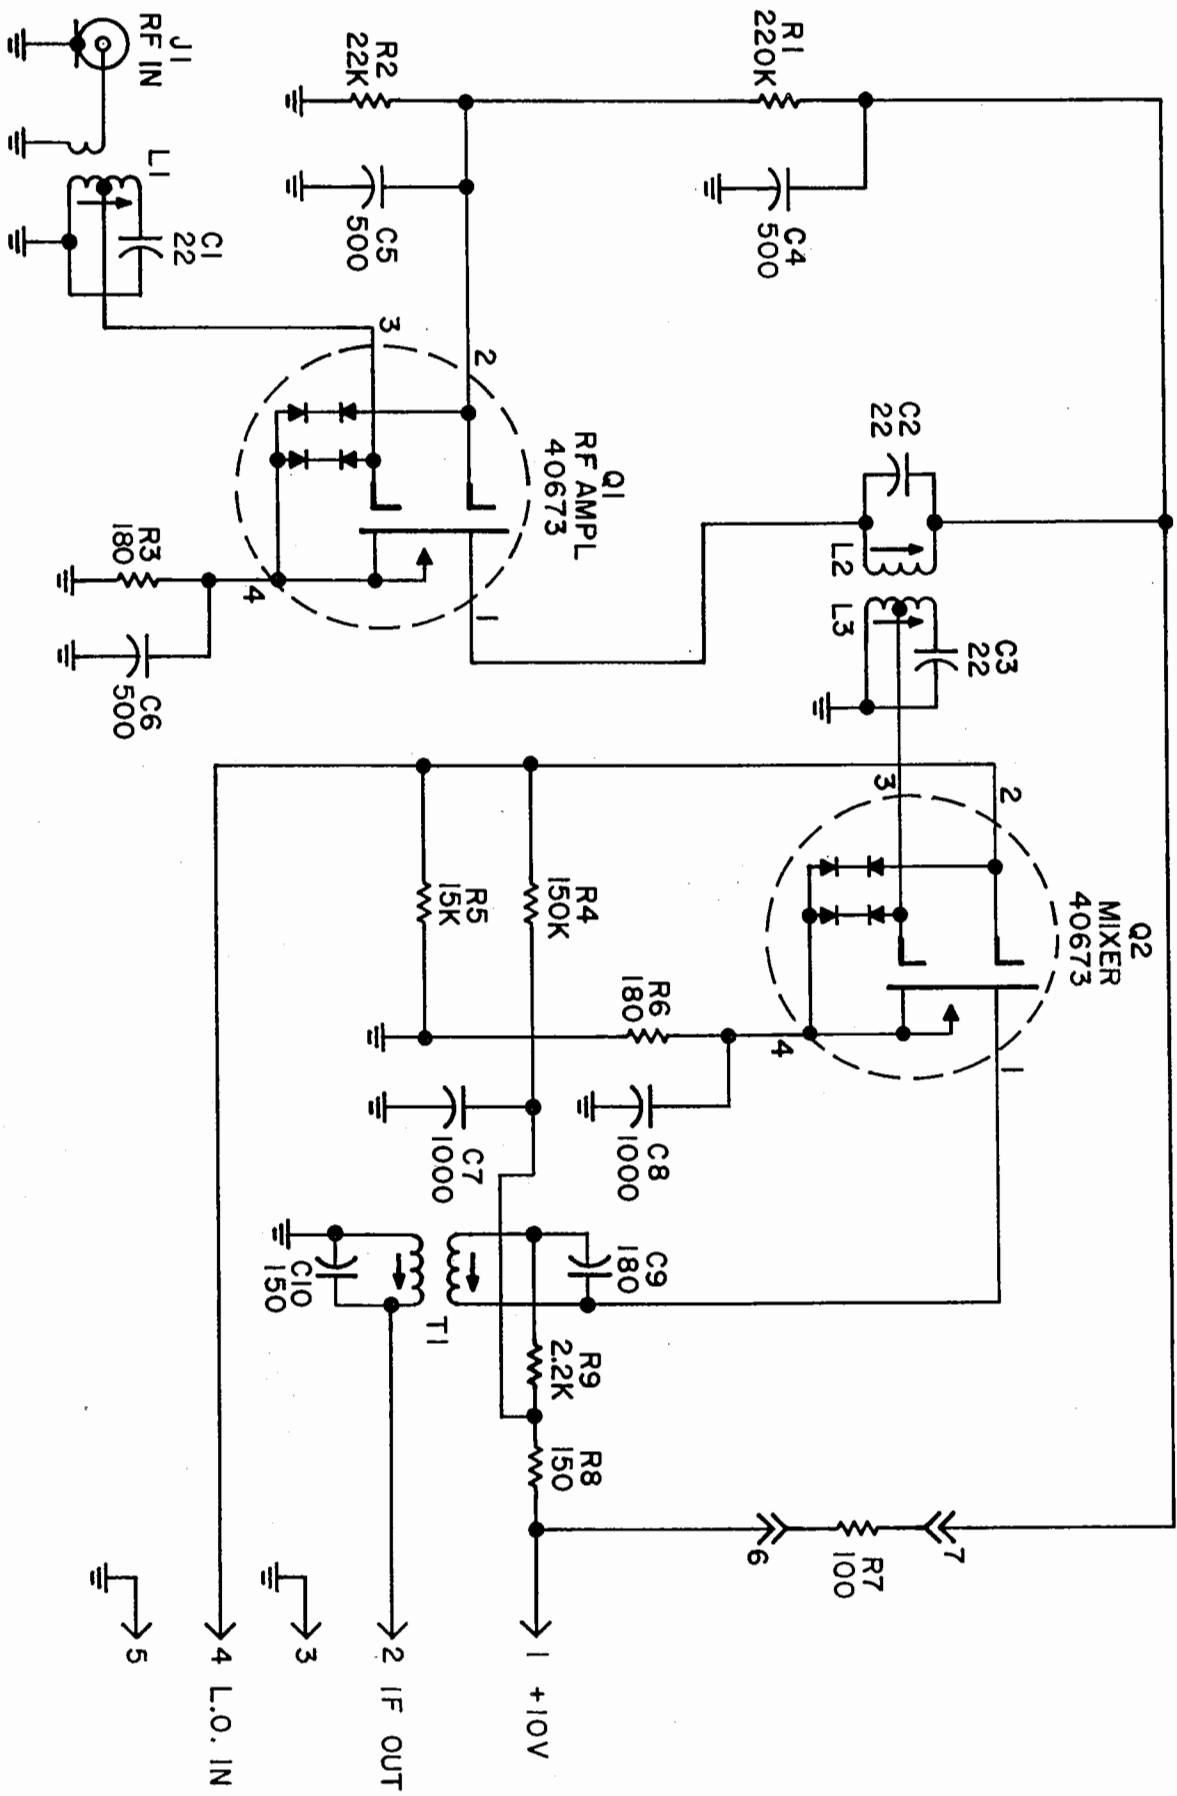 J1
RF IN
L1
C1
22
R2
22K
C5
500
R1
220K
C4
500
3
2
Q1
RF AMPL
40673
4
1
R3
180
C6
500
C2
22
L2
L3
C3
22
3
2
Q2
MIXER
40673
4
1
R4
150K
R5
15K
R6
180
C8
1000
C7
1000
C9
180
C10
150
T1
R9
2.2K
R8
150
R7
100
6
7
1 +10V
2 IF OUT
3
4 L.O. IN
5